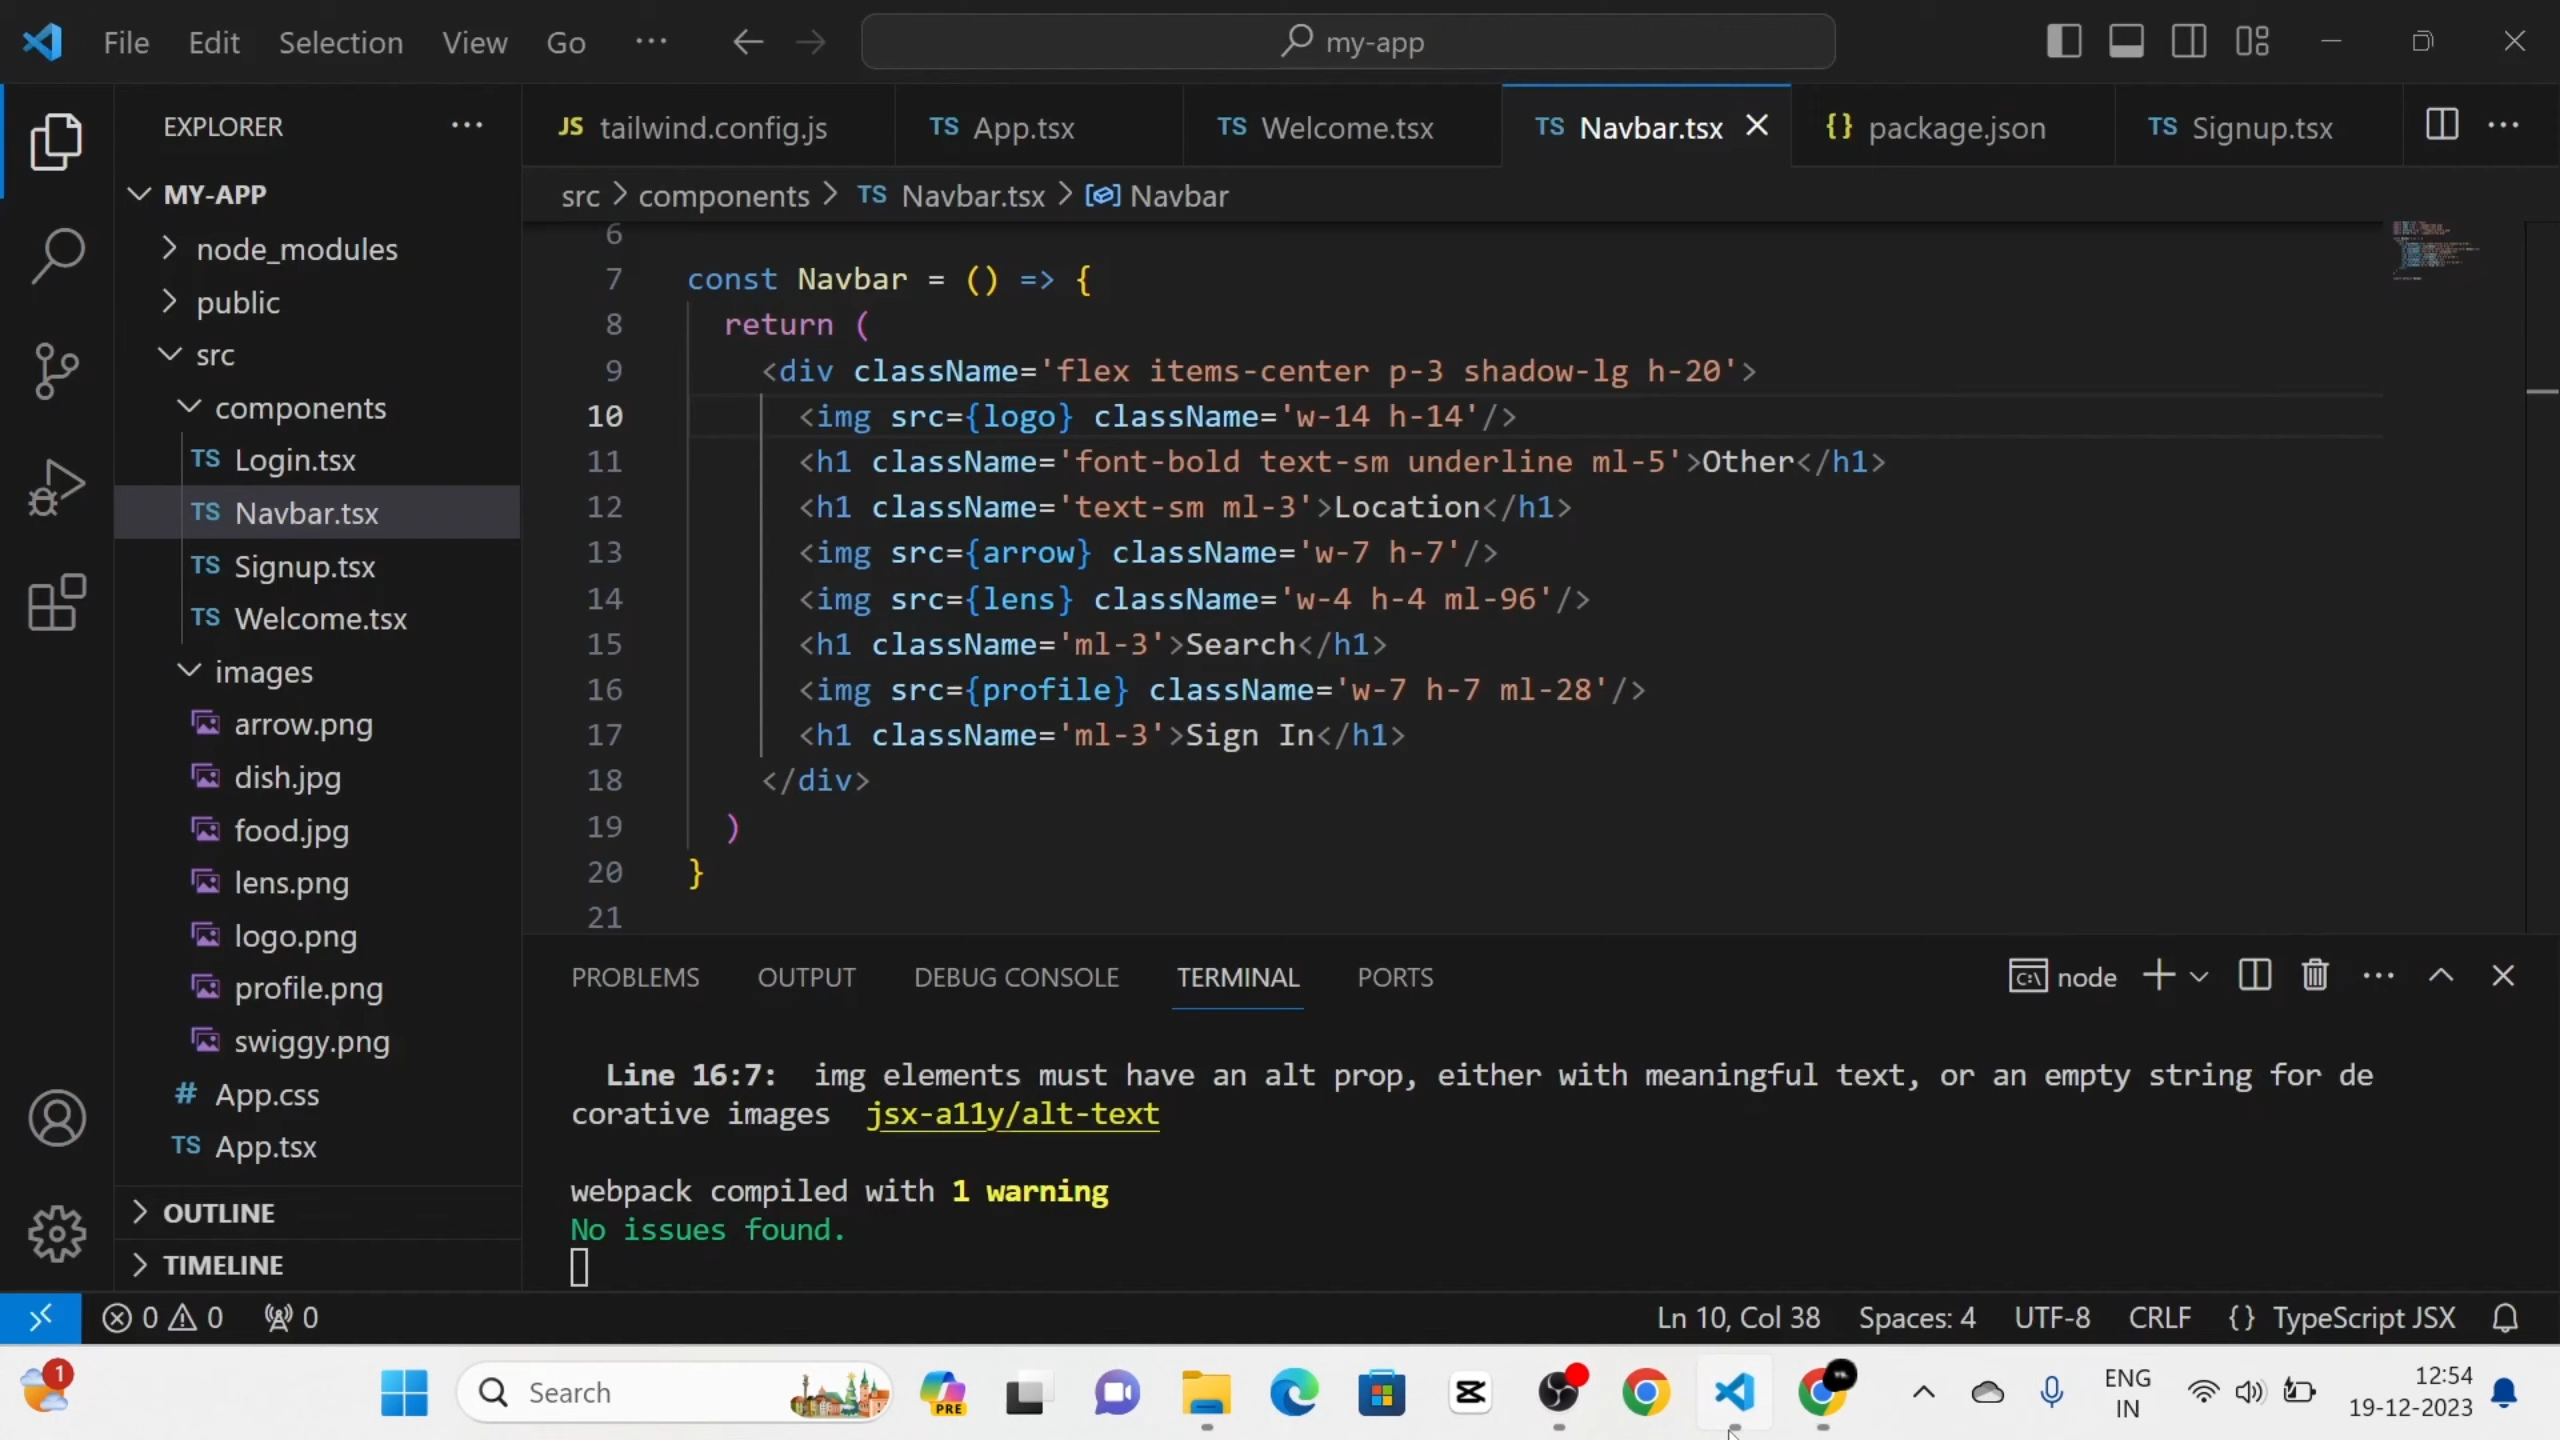 File Edit Selection View Go ··· my-app
EXPLORER ···
JS tailwind.config.js
TS App.tsx
TS Welcome.tsx
TS Navbar.tsx
{} package.json
TS Signup.tsx
MY-APP
node_modules
public
src
components
TS Login.tsx
TS Navbar.tsx
TS Signup.tsx
TS Welcome.tsx
images
arrow.png
dish.jpg
food.jpg
lens.png
logo.png
profile.png
swiggy.png
# App.css
TS App.tsx
OUTLINE
TIMELINE
src > components > TS Navbar.tsx > Navbar
6
7 const Navbar = () => {
8 return (
9 <div className='flex items-center p-3 shadow-lg h-20'>
10 <img src={logo} className='w-14 h-14'/>
11 <h1 className='font-bold text-sm underline ml-5'>Other</h1>
12 <h1 className='text-sm ml-3'>Location</h1>
13 <img src={arrow} className='w-7 h-7'/>
14 <img src={lens} className='w-4 h-4 ml-96'/>
15 <h1 className='ml-3'>Search</h1>
16 <img src={profile} className='w-7 h-7 ml-28'/>
17 <h1 className='ml-3'>Sign In</h1>
18 </div>
19 )
20 }
21
PROBLEMS OUTPUT DEBUG CONSOLE TERMINAL PORTS
node
Line 16:7: img elements must have an alt prop, either with meaningful text, or an empty string for de
corative images jsx-a11y/alt-text
webpack compiled with 1 warning
No issues found.
0 0 0
Ln 10, Col 38 Spaces: 4 UTF-8 CRLF {} TypeScript JSX
1
Search
PRE
ENG
IN
12:54
19-12-2023